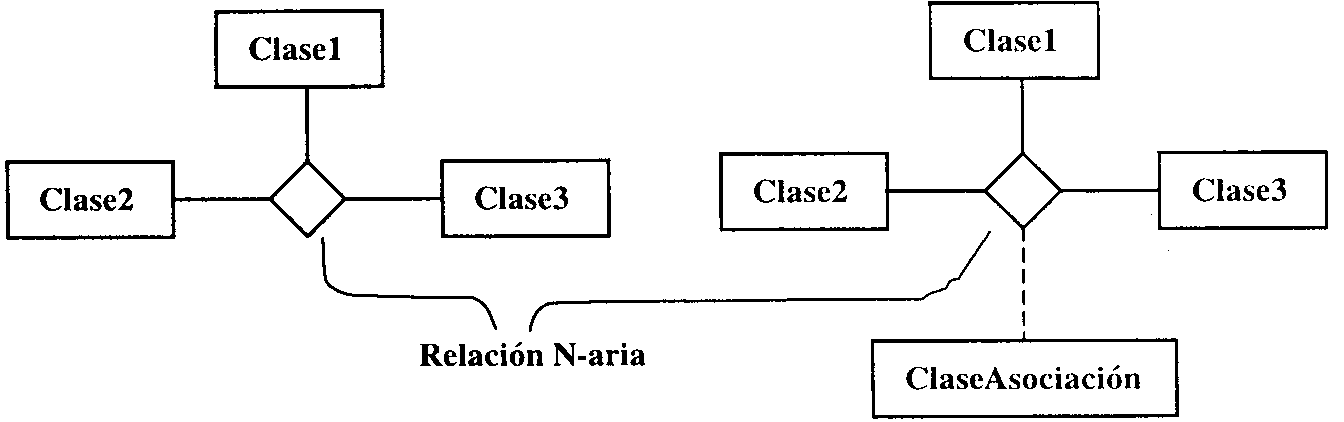 Clase1
Clase2
Clase3
Clase1
Clase2
Clase3
Relación N-aria
ClaseAsociación